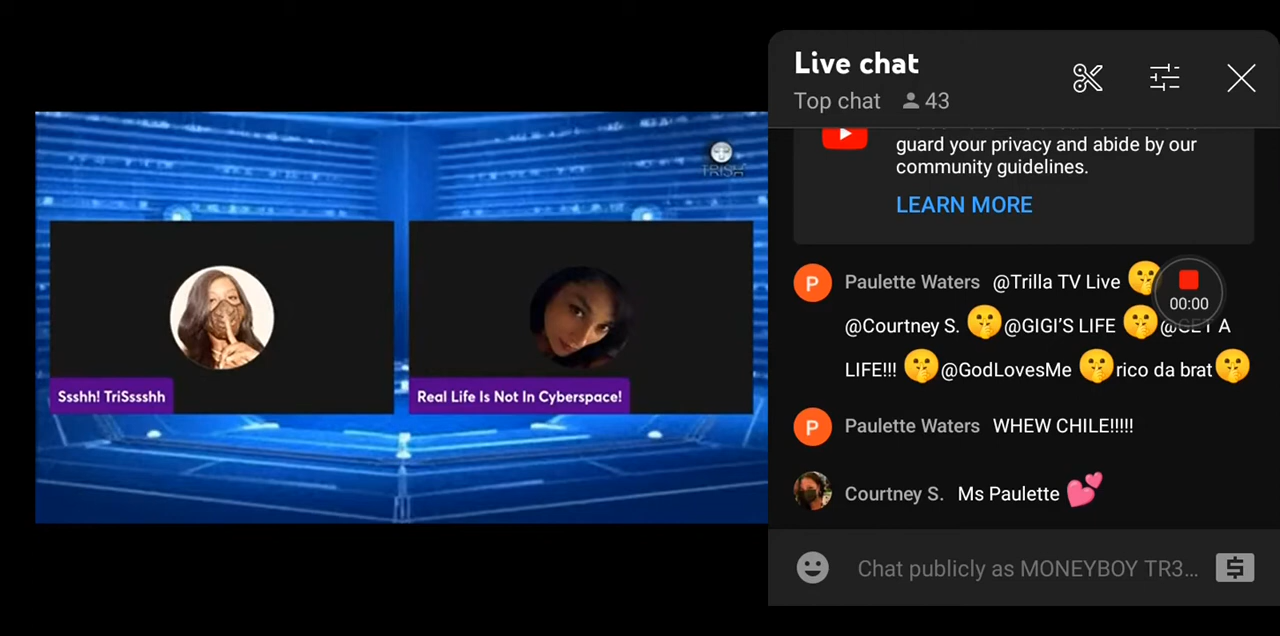 Live chat
Top chat 43
guard your privacy and abide by our
community guidelines.
LEARN MORE
P Paulette Waters @Trilla TV Live 🤫
@Courtney S. 🤫@GIGI'S LIFE 🤫@GET A
LIFE!!! 🤫@GodLovesMe 🤫rico da brat🤫
00:00
P Paulette Waters WHEW CHILE!!!!!
Courtney S. Ms Paulette 💕
Chat publicly as MONEYBOY TR3...
TRISH
Ssshh! TriSssshh
Real Life Is Not In Cyberspace!